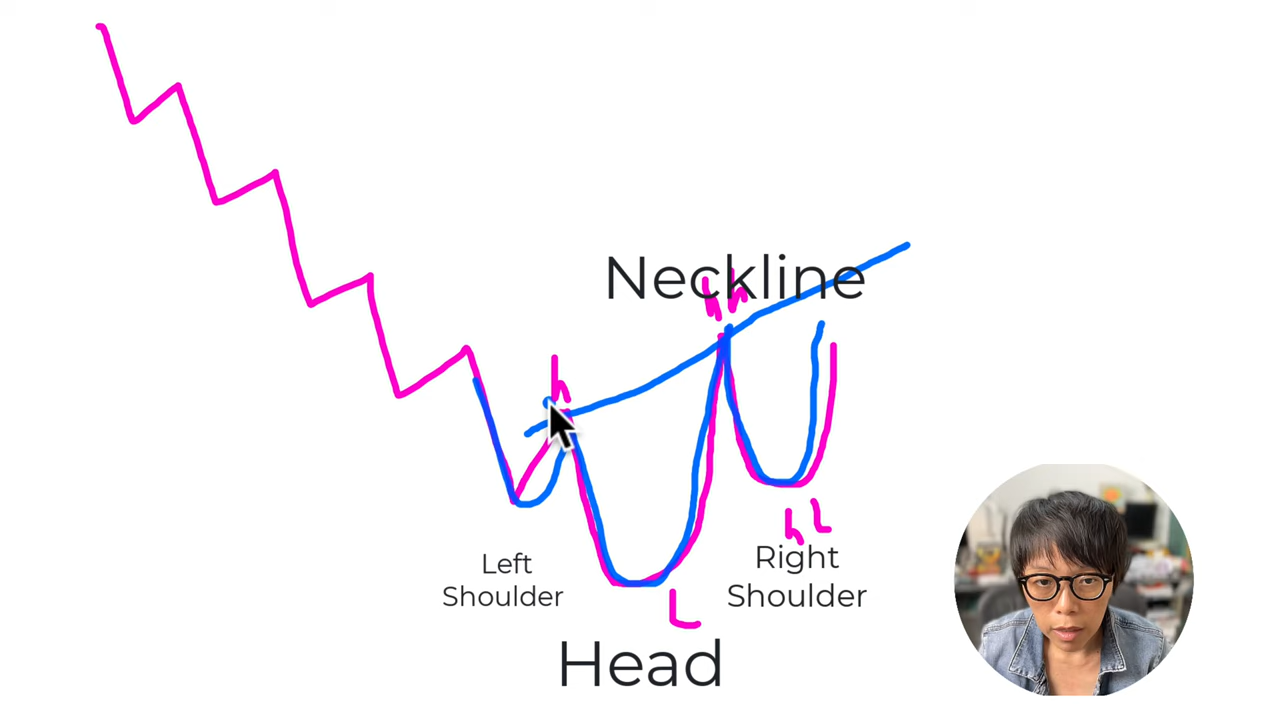 Neckline
h h
h
h L
Left
Shoulder
Right
Shoulder
L
Head